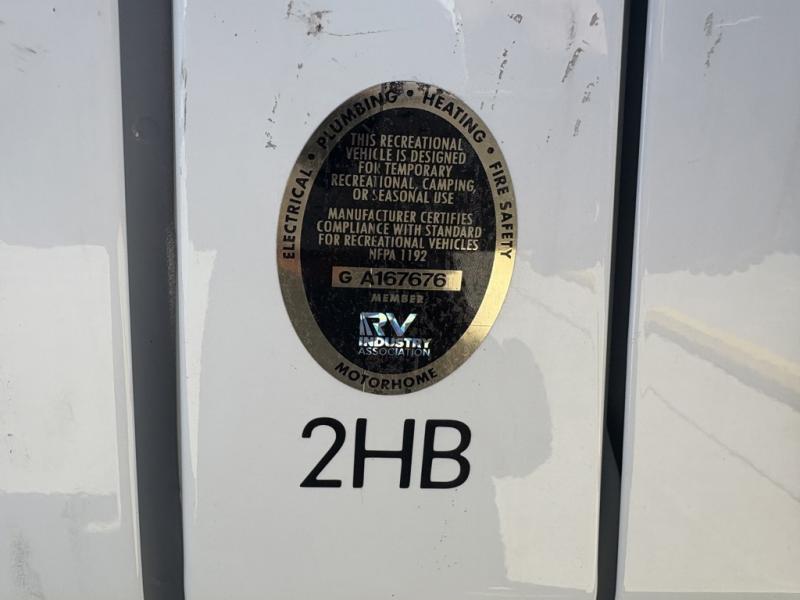 ELECTRICAL • PLUMBING • HEATING • FIRE SAFETY
THIS RECREATIONAL
VEHICLE IS DESIGNED
FOR TEMPORARY
RECREATIONAL, CAMPING,
OR SEASONAL USE
MANUFACTURER CERTIFIES
COMPLIANCE WITH STANDARD
FOR RECREATIONAL VEHICLES
NFPA 1192
G A167676
MEMBER
RV
INDUSTRY
ASSOCIATION
MOTORHOME
2HB